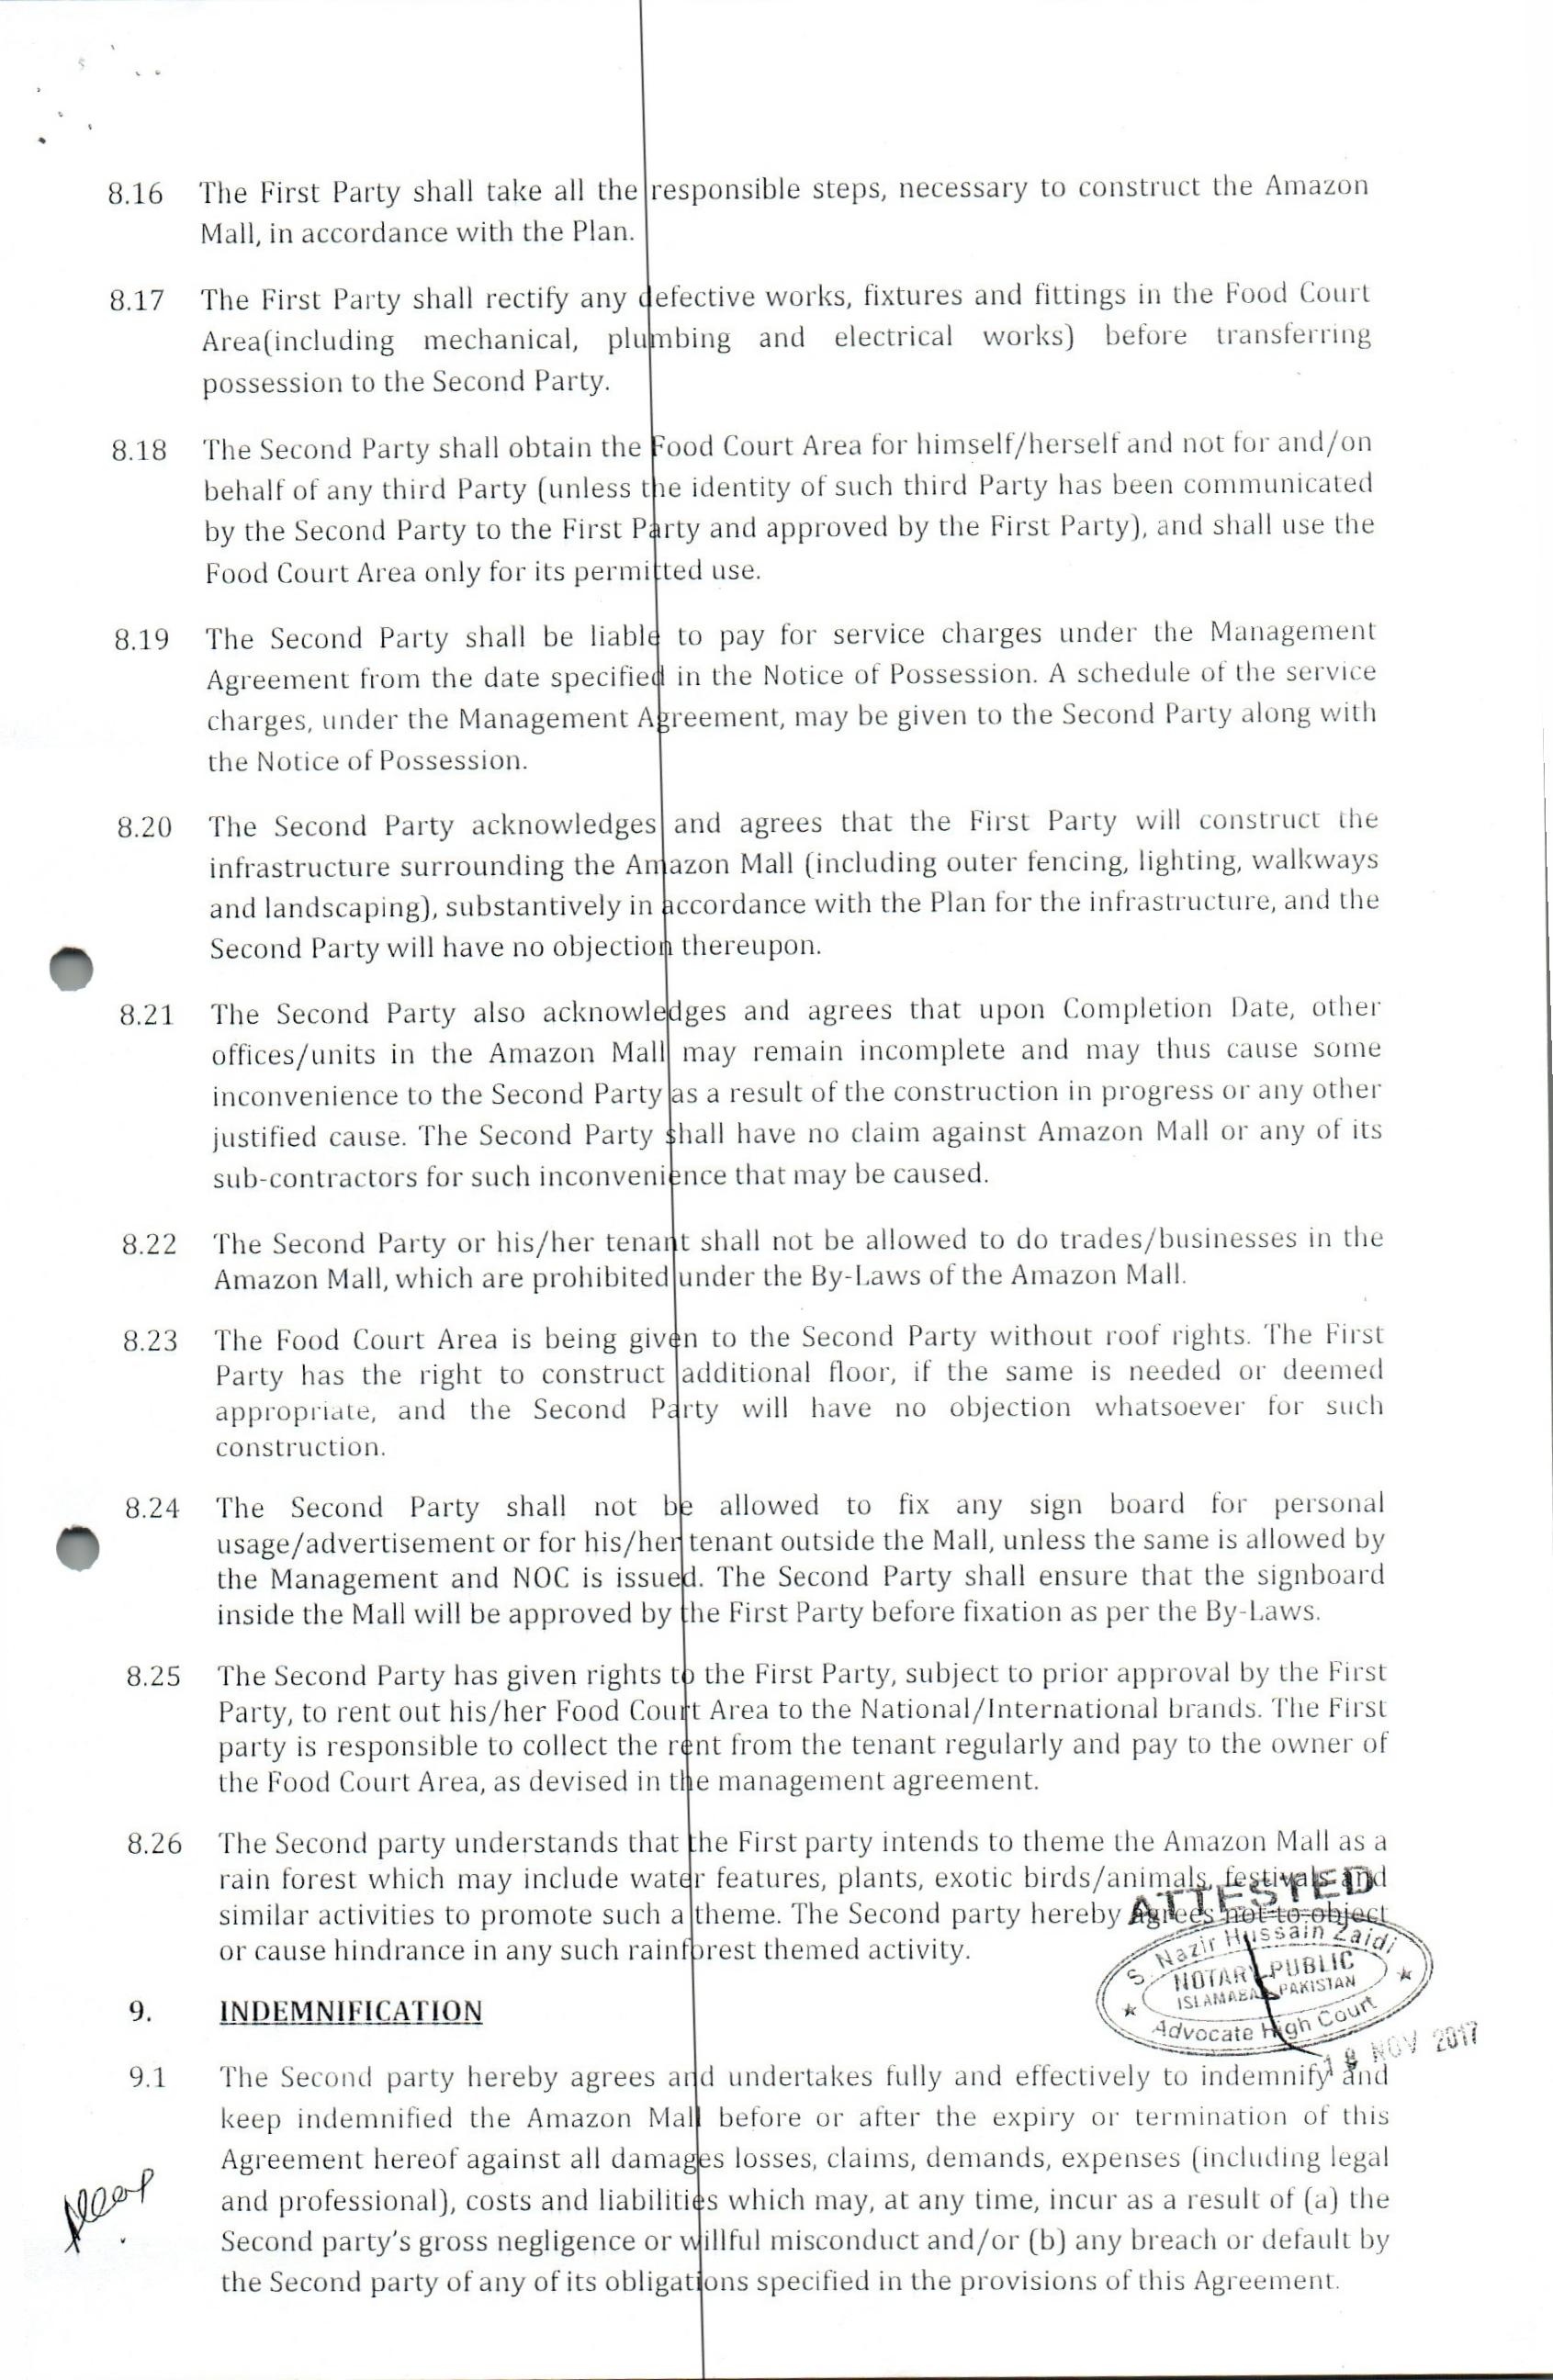 8.16 The First Party shall take all the responsible steps, necessary to construct the Amazon
Mall, in accordance with the Plan.
8.17 The First Party shall rectify any defective works, fixtures and fittings in the Food Court
Area(including mechanical, plumbing and electrical works) before transferring
possession to the Second Party.
8.18 The Second Party shall obtain the Food Court Area for himself/herself and not for and/on
behalf of any third Party (unless the identity of such third Party has been communicated
by the Second Party to the First Party and approved by the First Party), and shall use the
Food Court Area only for its permitted use.
8.19 The Second Party shall be liable to pay for service charges under the Management
Agreement from the date specified in the Notice of Possession. A schedule of the service
charges, under the Management Agreement, may be given to the Second Party along with
the Notice of Possession.
8.20 The Second Party acknowledges and agrees that the First Party will construct the
infrastructure surrounding the Amazon Mall (including outer fencing, lighting, walkways
and landscaping), substantively in accordance with the Plan for the infrastructure, and the
Second Party will have no objection thereupon.
8.21 The Second Party also acknowledges and agrees that upon Completion Date, other
offices/units in the Amazon Mall may remain incomplete and may thus cause some
inconvenience to the Second Party as a result of the construction in progress or any other
justified cause. The Second Party shall have no claim against Amazon Mall or any of its
sub-contractors for such inconvenience that may be caused.
8.22 The Second Party or his/her tenant shall not be allowed to do trades/businesses in the
Amazon Mall, which are prohibited under the By-Laws of the Amazon Mall.
8.23 The Food Court Area is being given to the Second Party without roof rights. The First
Party has the right to construct additional floor, if the same is needed or deemed
appropriate, and the Second Party will have no objection whatsoever for such
construction.
8.24 The Second Party shall not be allowed to fix any sign board for personal
usage/advertisement or for his/her tenant outside the Mall, unless the same is allowed by
the Management and NOC is issued. The Second Party shall ensure that the signboard
inside the Mall will be approved by the First Party before fixation as per the By-Laws.
8.25 The Second Party has given rights to the First Party, subject to prior approval by the First
Party, to rent out his/her Food Court Area to the National/International brands. The First
party is responsible to collect the rent from the tenant regularly and pay to the owner of
the Food Court Area, as devised in the management agreement.
8.26 The Second party understands that the First party intends to theme the Amazon Mall as a
rain forest which may include water features, plants, exotic birds/animals, festivals and
similar activities to promote such a theme. The Second party hereby agrees not to object
or cause hindrance in any such rainforest themed activity.
ATTESTED
S. Nazir Hussain Zaidi
NOTARY PUBLIC
ISLAMABAD PAKISTAN
Advocate High Court
NOV 2017
9. INDEMNIFICATION
9.1 The Second party hereby agrees and undertakes fully and effectively to indemnify and
keep indemnified the Amazon Mall before or after the expiry or termination of this
Agreement hereof against all damages losses, claims, demands, expenses (including legal
and professional), costs and liabilities which may, at any time, incur as a result of (a) the
Second party's gross negligence or willful misconduct and/or (b) any breach or default by
the Second party of any of its obligations specified in the provisions of this Agreement.